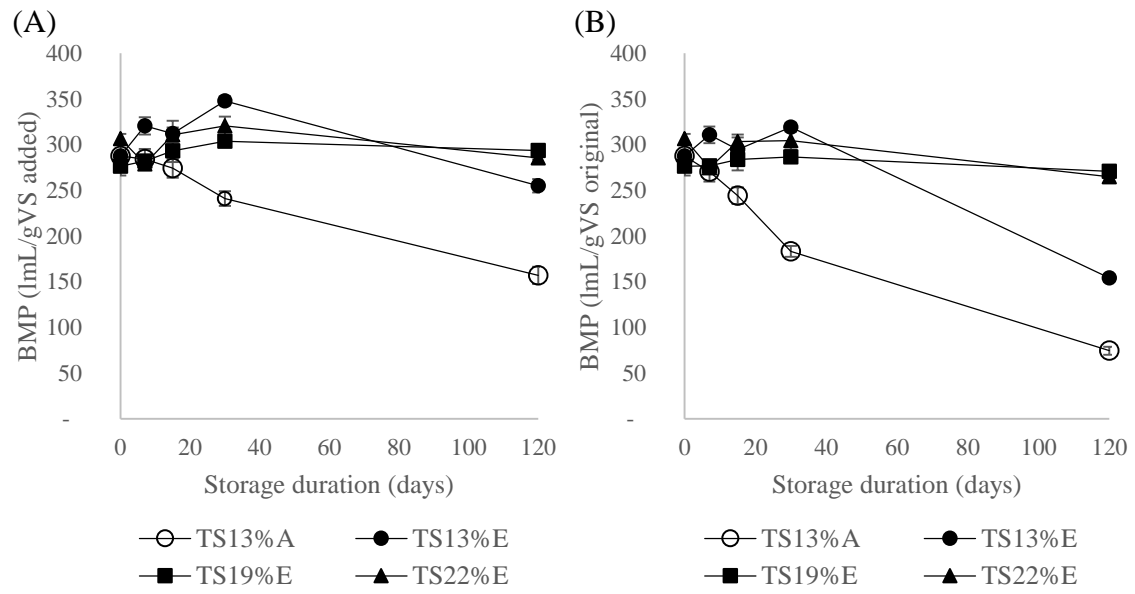 (A)
BMP (lmL/gVS added)
400
350
300
250
200
150
100
50
-
0 20 40 60 80 100 120
Storage duration (days)
TS13%A TS13%E
TS19%E TS22%E
(B)
BMP (lmL/gVS original)
400
350
300
250
200
150
100
50
-
0 20 40 60 80 100 120
Storage duration (days)
TS13%A TS13%E
TS19%E TS22%E